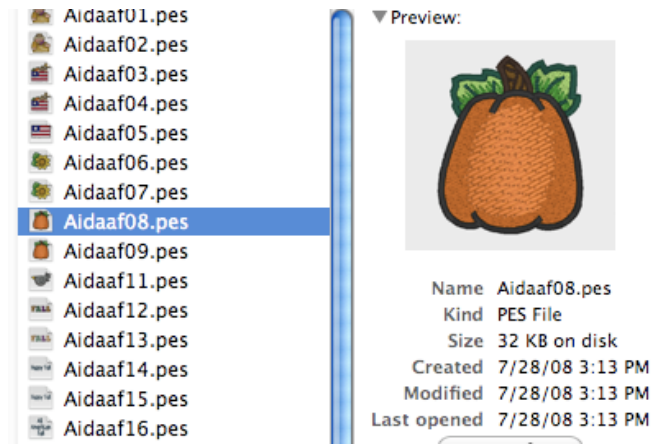 Aidaaf01.pes
Aidaaf02.pes
Aidaaf03.pes
Aidaaf04.pes
Aidaaf05.pes
Aidaaf06.pes
Aidaaf07.pes
Aidaaf08.pes
Aidaaf09.pes
Aidaaf11.pes
Aidaaf12.pes
Aidaaf13.pes
Aidaaf14.pes
Aidaaf15.pes
Aidaaf16.pes
Preview:
Name Aidaaf08.pes
Kind PES File
Size 32 KB on disk
Created 7/28/08 3:13 PM
Modified 7/28/08 3:13 PM
Last opened 7/28/08 3:13 PM